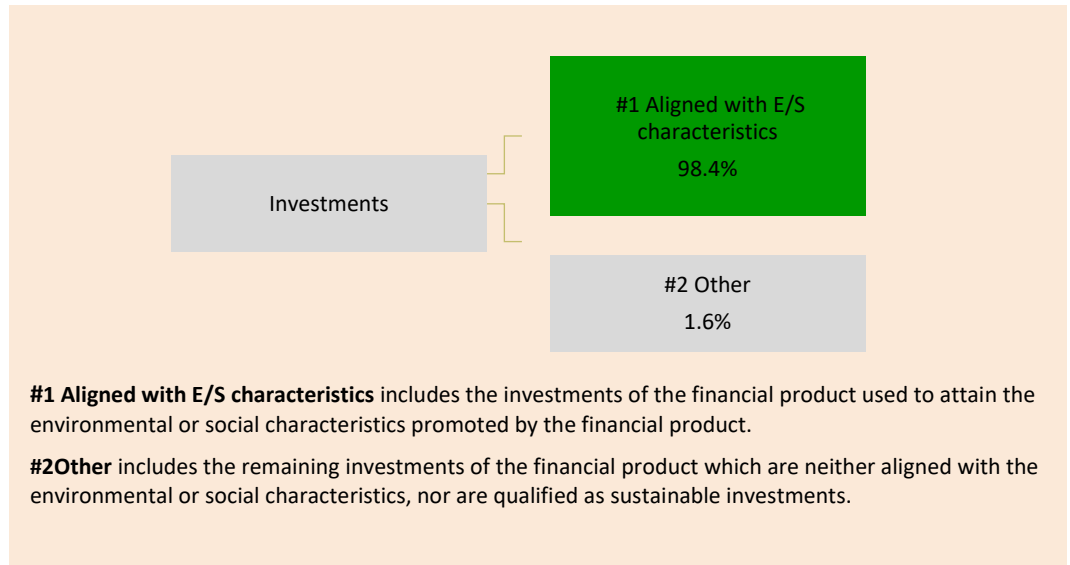 #1 Aligned with E/S
characteristics
98.4%
Investments
#2 Other
1.6%
#1 Aligned with E/S characteristics includes the investments of the financial product used to attain the
environmental or social characteristics promoted by the financial product.
#2Other includes the remaining investments of the financial product which are neither aligned with the
environmental or social characteristics, nor are qualified as sustainable investments.